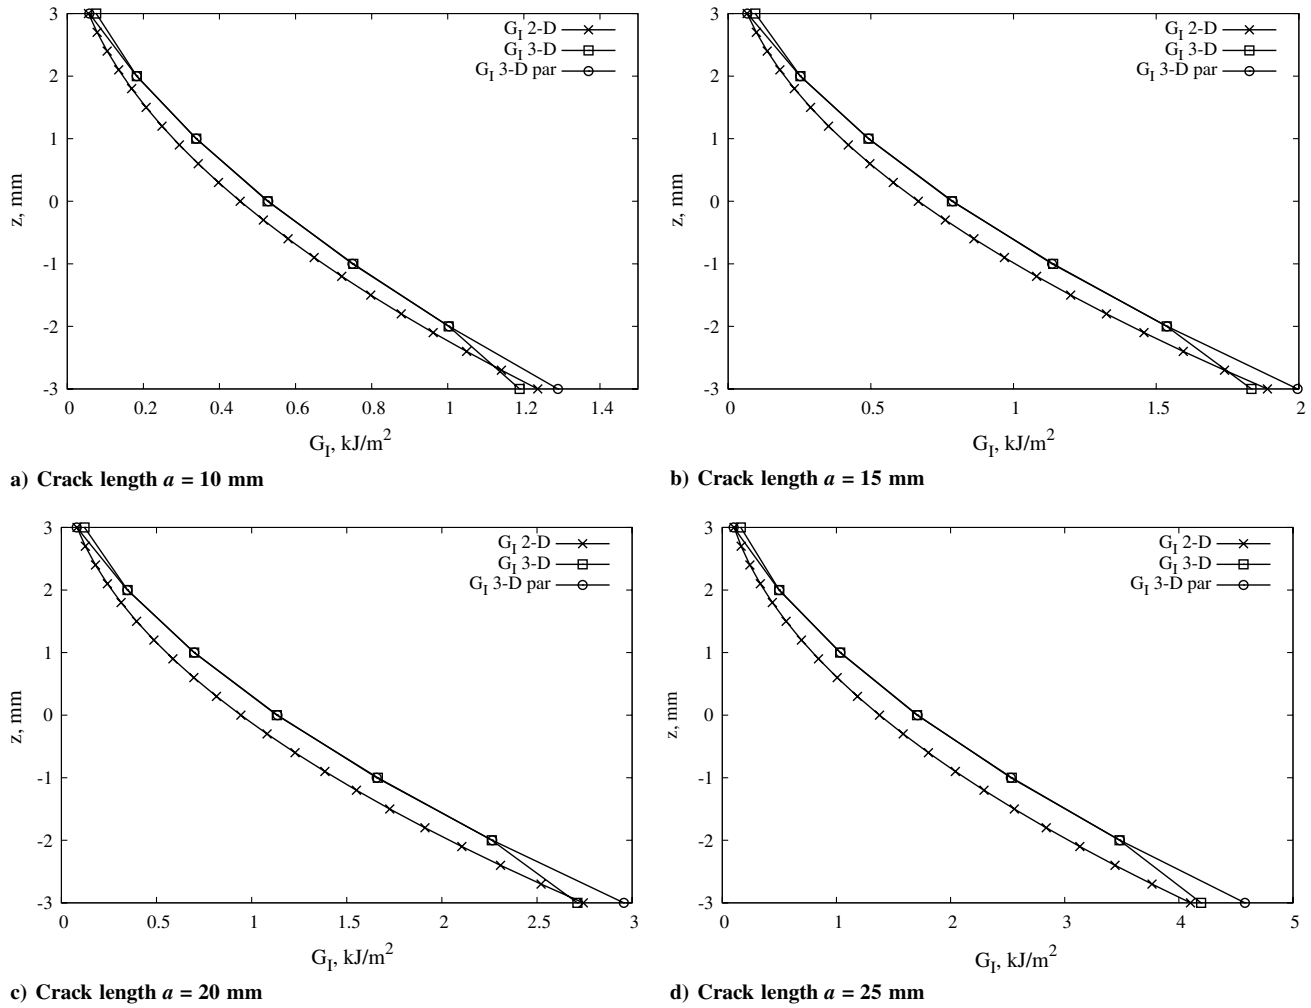 3
2
1
0
-1
-2
-3
z, mm
G_I 2-D
G_I 3-D
G_I 3-D par
0 0.2 0.4 0.6 0.8 1 1.2 1.4
G_I, kJ/m^2
a) Crack length a = 10 mm
3
2
1
0
-1
-2
-3
z, mm
G_I 2-D
G_I 3-D
G_I 3-D par
0 0.5 1 1.5 2
G_I, kJ/m^2
b) Crack length a = 15 mm
3
2
1
0
-1
-2
-3
z, mm
G_I 2-D
G_I 3-D
G_I 3-D par
0 0.5 1 1.5 2 2.5 3
G_I, kJ/m^2
c) Crack length a = 20 mm
3
2
1
0
-1
-2
-3
z, mm
G_I 2-D
G_I 3-D
G_I 3-D par
0 1 2 3 4 5
G_I, kJ/m^2
d) Crack length a = 25 mm